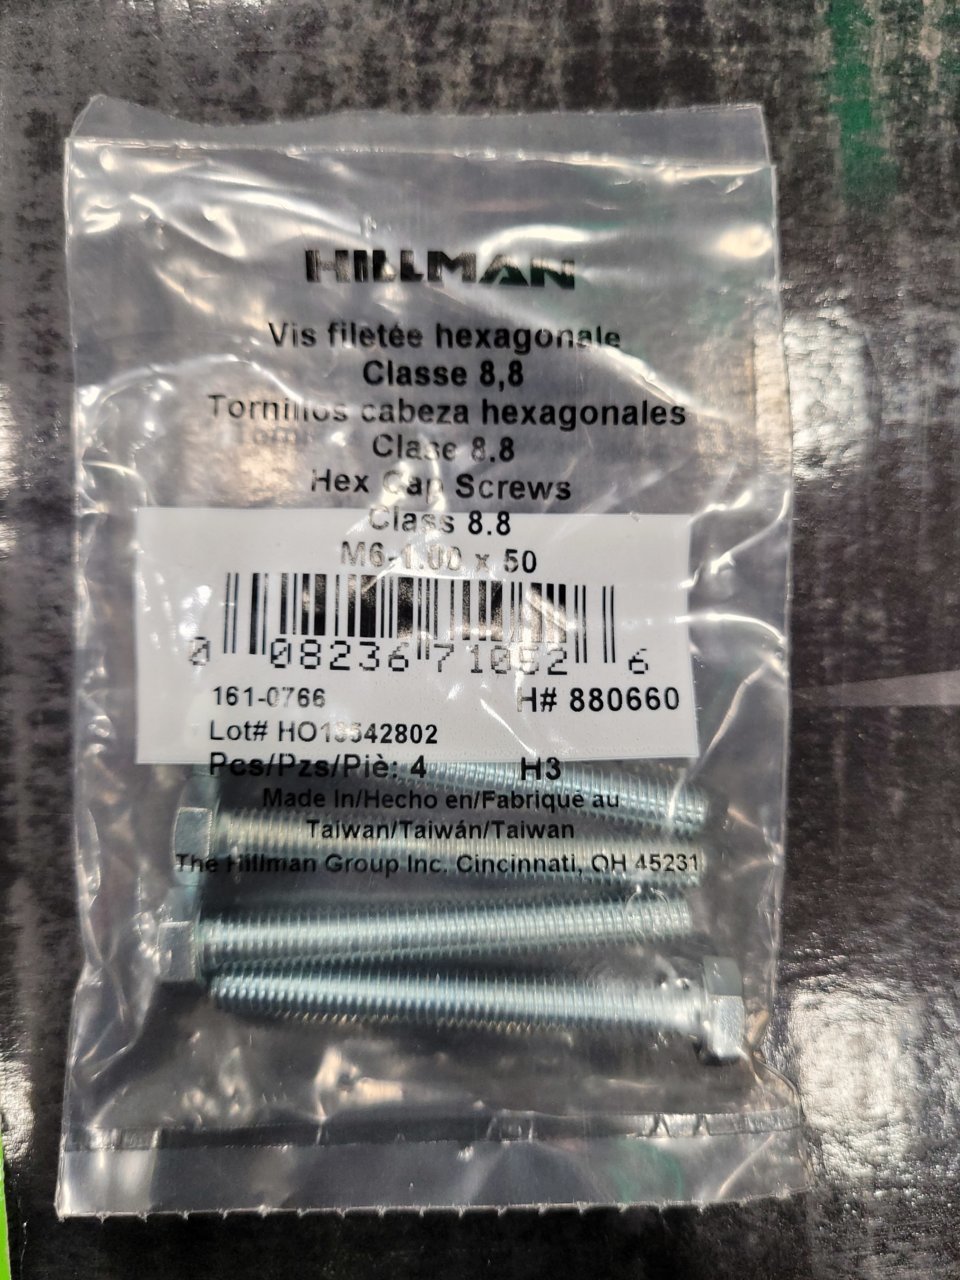 HILLMAN
Vis filetée hexagonale
Classe 8,8
Tornillos cabeza hexagonales
Clase 8.8
Hex Cap Screws
Class 8.8
M6-1.00 x 50
0 08236 71052 6
161-0766 H# 880660
Lot#
Pcs/Pzs/Piè: 4 H3
Made In/Hecho en/Fabriqué au
Taiwan/Taiwán/Taiwan
The Hillman Group Inc. Cincinnati, OH 45231